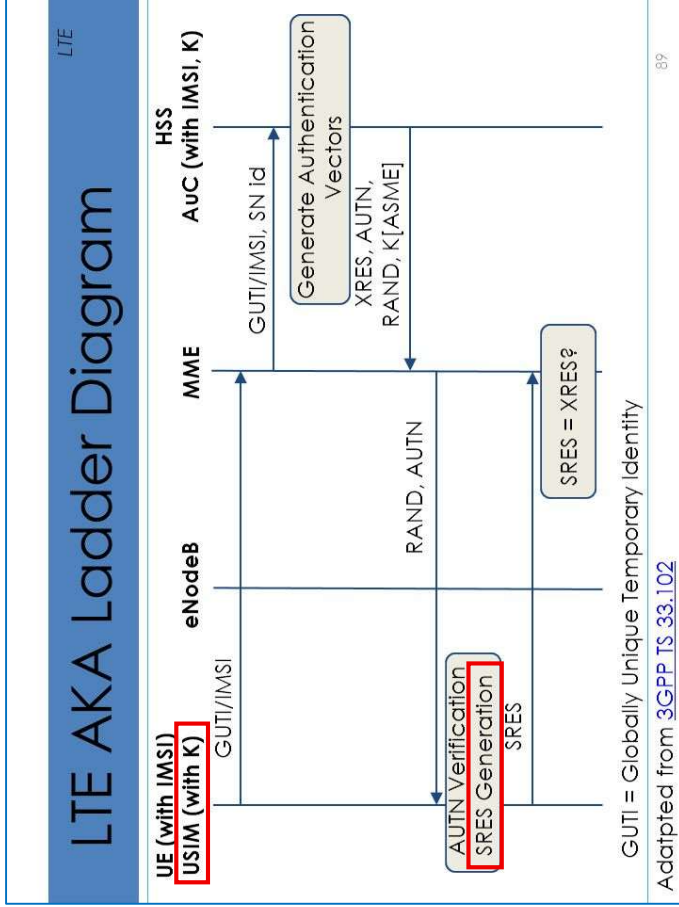 LTE AKA Ladder Diagram
LTE
UE (with IMSI)
USIM (with K)
eNodeB
MME
HSS
AuC (with IMSI, K)
GUTI/IMSI
GUTI/IMSI, SN id
Generate Authentication
Vectors
XRES, AUTN,
RAND, K[ASME]
RAND, AUTN
AUTN Verification
SRES Generation
SRES
SRES = XRES?
GUTI = Globally Unique Temporary Identity
Adatpted from 3GPP TS 33.102
89